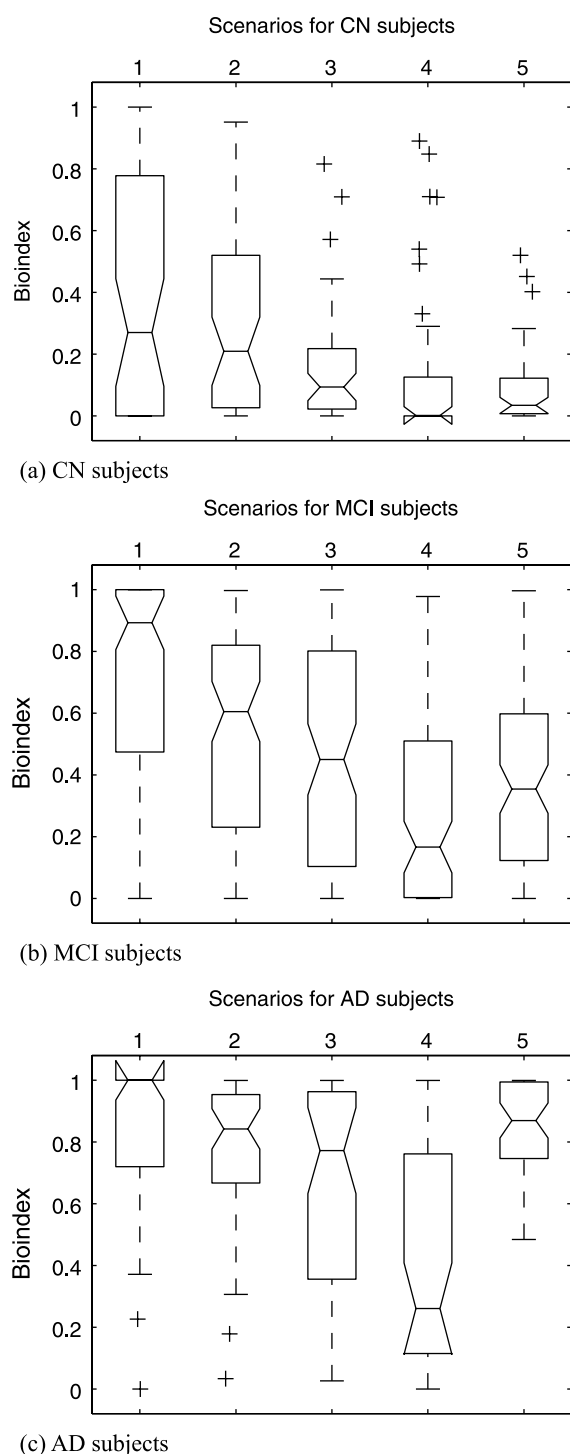 Scenarios for CN subjects
1 2 3 4 5
1
0.8
0.6
0.4
0.2
0
Bioindex
(a) CN subjects
Scenarios for MCI subjects
1 2 3 4 5
1
0.8
0.6
0.4
0.2
0
Bioindex
(b) MCI subjects
Scenarios for AD subjects
1 2 3 4 5
1
0.8
0.6
0.4
0.2
0
Bioindex
(c) AD subjects